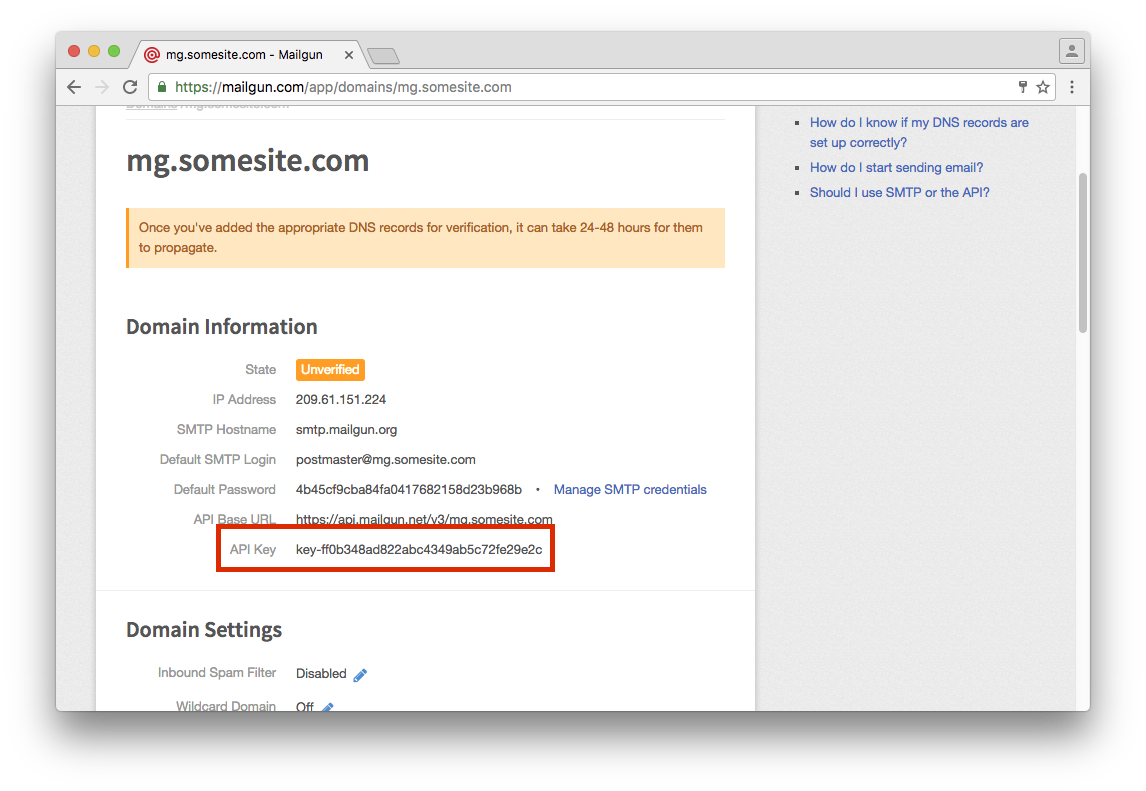 mg.somesite.com - Mailgun
https://mailgun.com/app/domains/mg.somesite.com
mg.somesite.com
Once you've added the appropriate DNS records for verification, it can take 24-48 hours for them
to propagate.
Domain Information
State Unverified
IP Address 209.61.151.224
SMTP Hostname smtp.mailgun.org
Default SMTP Login postmaster@mg.somesite.com
Default Password 4b45cf9cba84fa0417682158d23b968b • Manage SMTP credentials
API Base URL https://api.mailgun.net/v3/mg.somesite.com
API Key key-ff0b348ad822abc4349ab5c72fe29e2c
Domain Settings
Inbound Spam Filter Disabled
Wildcard Domain Off
How do I know if my DNS records are
set up correctly?
How do I start sending email?
Should I use SMTP or the API?